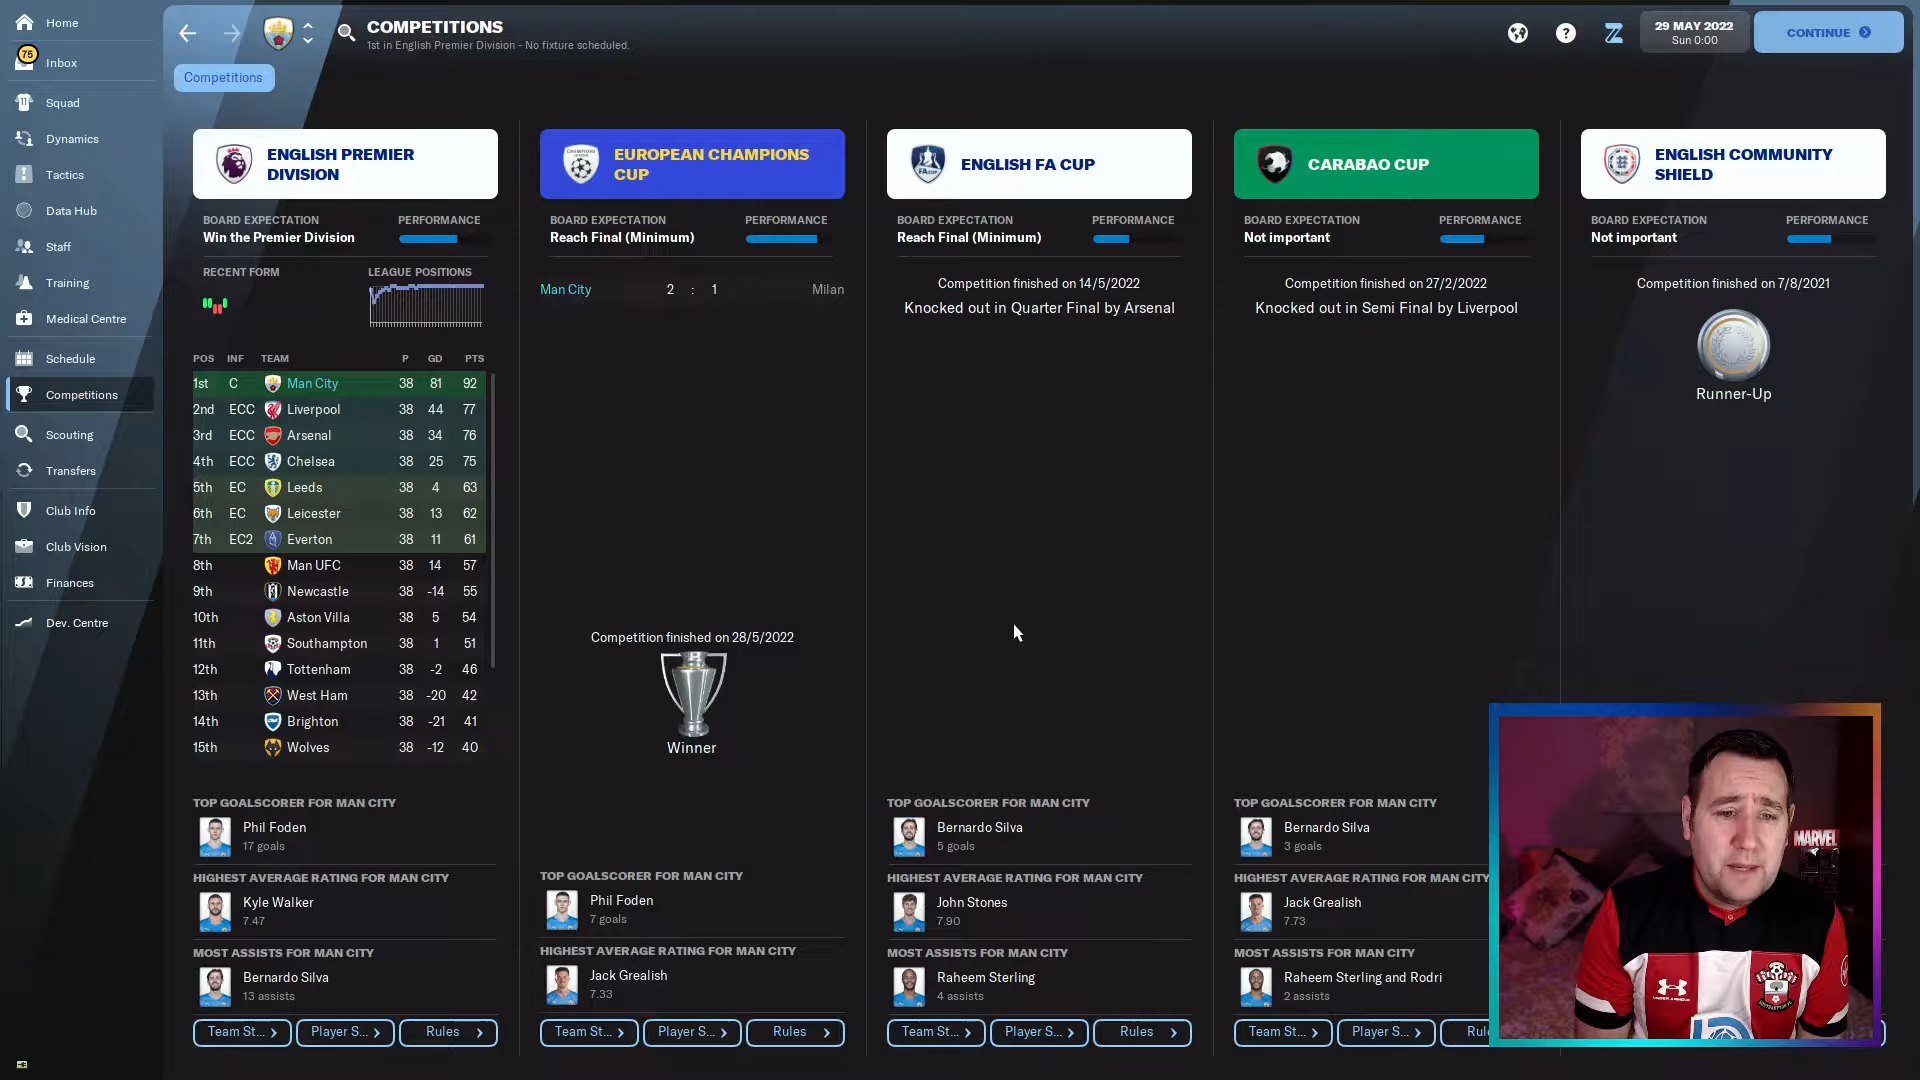 Home
75
Inbox
Squad
Dynamics
Tactics
Data Hub
Staff
Training
Medical Centre
Schedule
Competitions
Scouting
Transfers
Club Info
Club Vision
Finances
Dev. Centre
COMPETITIONS
1st in English Premier Division - No fixture scheduled.
29 MAY 2022
Sun 0:00
CONTINUE
Competitions
ENGLISH PREMIER
DIVISION
BOARD EXPECTATION PERFORMANCE
Win the Premier Division
RECENT FORM LEAGUE POSITIONS
POS INF TEAM P GD PTS
1st C Man City 38 81 92
2nd ECC Liverpool 38 44 77
3rd ECC Arsenal 38 34 76
4th ECC Chelsea 38 25 75
5th EC Leeds 38 4 63
6th EC Leicester 38 13 62
7th EC2 Everton 38 11 61
8th Man UFC 38 14 57
9th Newcastle 38 -14 55
10th Aston Villa 38 5 54
11th Southampton 38 1 51
12th Tottenham 38 -2 46
13th West Ham 38 -20 42
14th Brighton 38 -21 41
15th Wolves 38 -12 40
TOP GOALSCORER FOR MAN CITY
Phil Foden
17 goals
HIGHEST AVERAGE RATING FOR MAN CITY
Kyle Walker
7.47
MOST ASSISTS FOR MAN CITY
Bernardo Silva
13 assists
Team St... Player S... Rules
EUROPEAN CHAMPIONS
CUP
BOARD EXPECTATION PERFORMANCE
Reach Final (Minimum)
Man City 2 : 1 Milan
Competition finished on 28/5/2022
Winner
TOP GOALSCORER FOR MAN CITY
Phil Foden
7 goals
HIGHEST AVERAGE RATING FOR MAN CITY
Jack Grealish
7.33
Team St... Player S... Rules
ENGLISH FA CUP
BOARD EXPECTATION PERFORMANCE
Reach Final (Minimum)
Competition finished on 14/5/2022
Knocked out in Quarter Final by Arsenal
TOP GOALSCORER FOR MAN CITY
Bernardo Silva
5 goals
HIGHEST AVERAGE RATING FOR MAN CITY
John Stones
7.90
MOST ASSISTS FOR MAN CITY
Raheem Sterling
4 assists
Team St... Player S... Rules
CARABAO CUP
BOARD EXPECTATION PERFORMANCE
Not important
Competition finished on 27/2/2022
Knocked out in Semi Final by Liverpool
TOP GOALSCORER FOR MAN CITY
Bernardo Silva
3 goals
HIGHEST AVERAGE RATING FOR MAN CITY
Jack Grealish
7.73
MOST ASSISTS FOR MAN CITY
Raheem Sterling and Rodri
2 assists
Team St... Player S...
ENGLISH COMMUNITY
SHIELD
BOARD EXPECTATION PERFORMANCE
Not important
Competition finished on 7/8/2021
Runner-Up
MARVEL